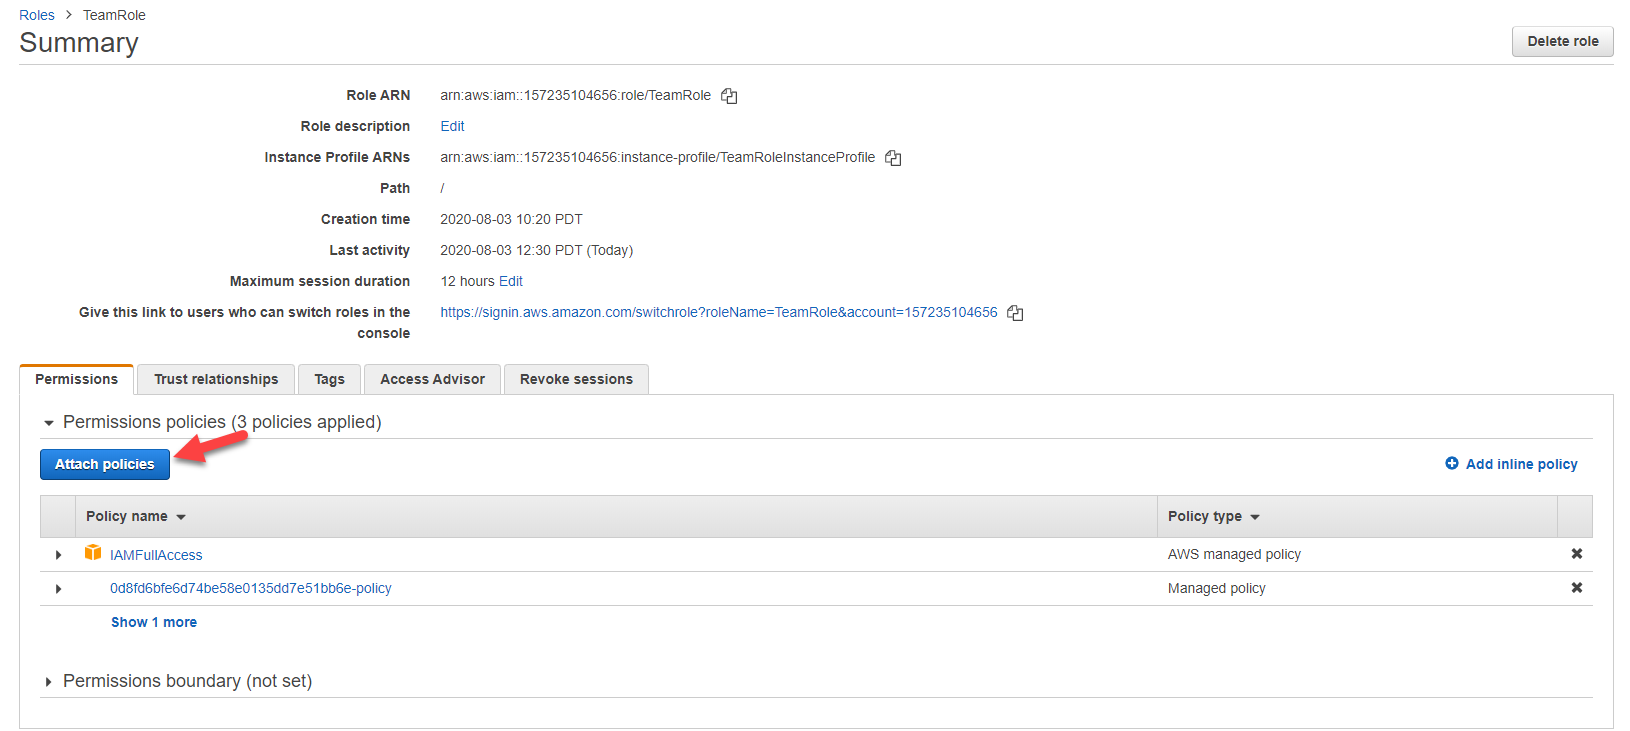 Roles > TeamRole
Summary
Delete role
Role ARN arn:aws:iam::157235104656:role/TeamRole
Role description Edit
Instance Profile ARNs arn:aws:iam::157235104656:instance-profile/TeamRoleInstanceProfile
Path /
Creation time 2020-08-03 10:20 PDT
Last activity 2020-08-03 12:30 PDT (Today)
Maximum session duration 12 hours Edit
Give this link to users who can switch roles in the https://signin.aws.amazon.com/switchrole?roleName=TeamRole&account=157235104656
console
Permissions Trust relationships Tags Access Advisor Revoke sessions
Permissions policies (3 policies applied)
Attach policies Add inline policy
Policy name Policy type
IAMFullAccess AWS managed policy
0d8fd6bfe6d74be58e0135dd7e51bb6e-policy Managed policy
Show 1 more
Permissions boundary (not set)